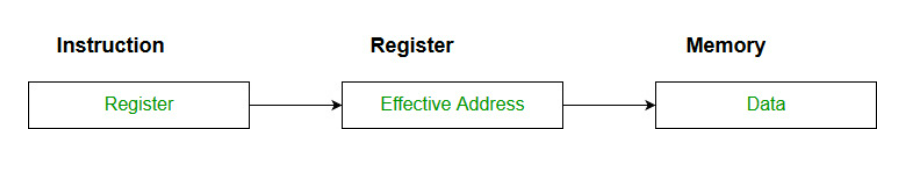 Instruction Register Memory
Register Effective Address Data